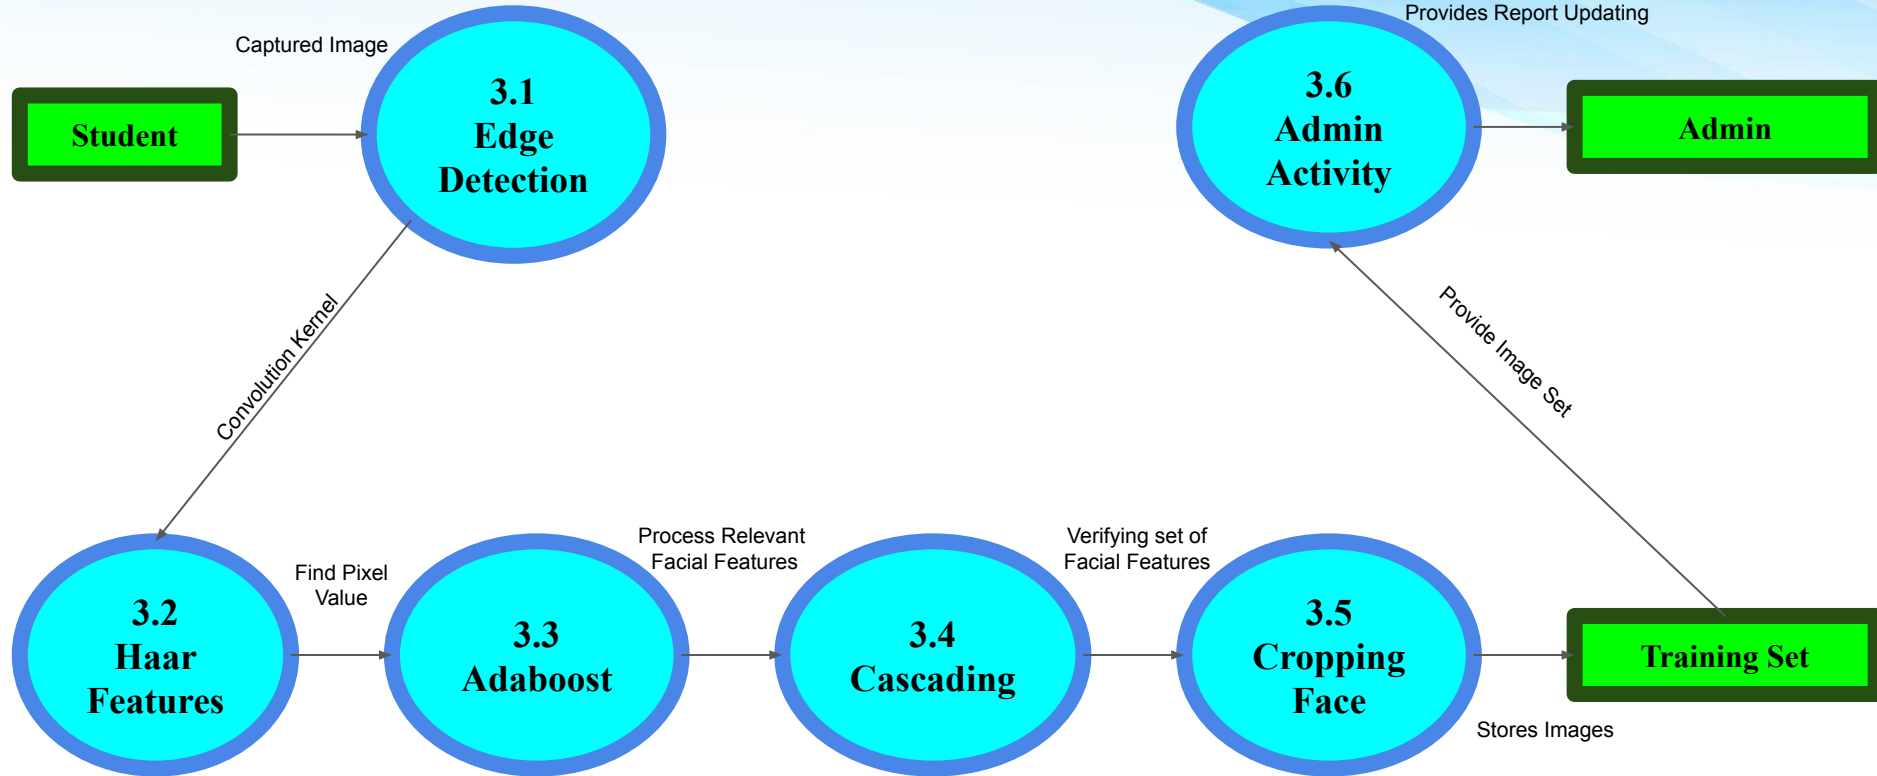 Provides Report Updating
Captured Image
3.1
Edge
Detection
3.6
Admin
Activity
Student
Admin
Convolution Kernel
Provide Image Set
3.2
Haar
Features
Find Pixel
Value
3.3
Adaboost
Process Relevant
Facial Features
3.4
Cascading
Verifying set of
Facial Features
3.5
Cropping
Face
Training Set
Stores Images